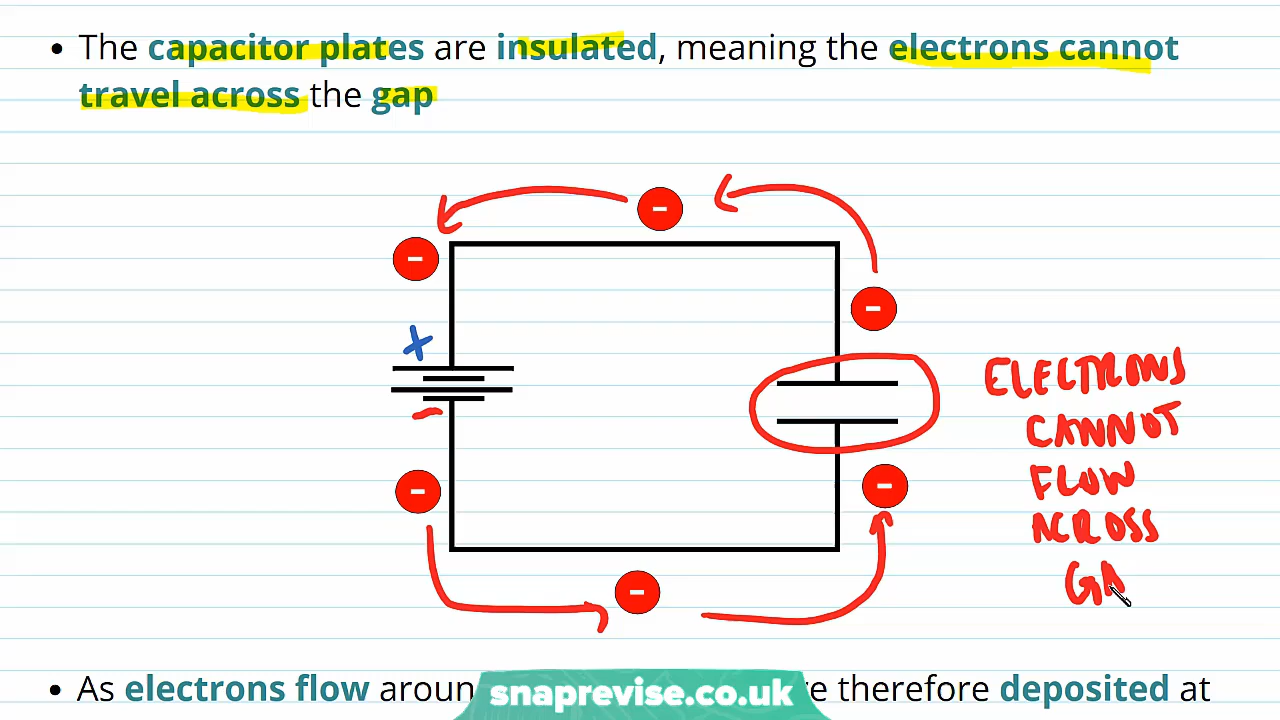 • The capacitor plates are insulated, meaning the electrons cannot
travel across the gap
+
−
−
−
−
−
−
−
ELECTRONS
CANNOT
FLOW
ACROSS
GA
• As electrons flow aroun
snaprevise.co.uk
e therefore deposited at